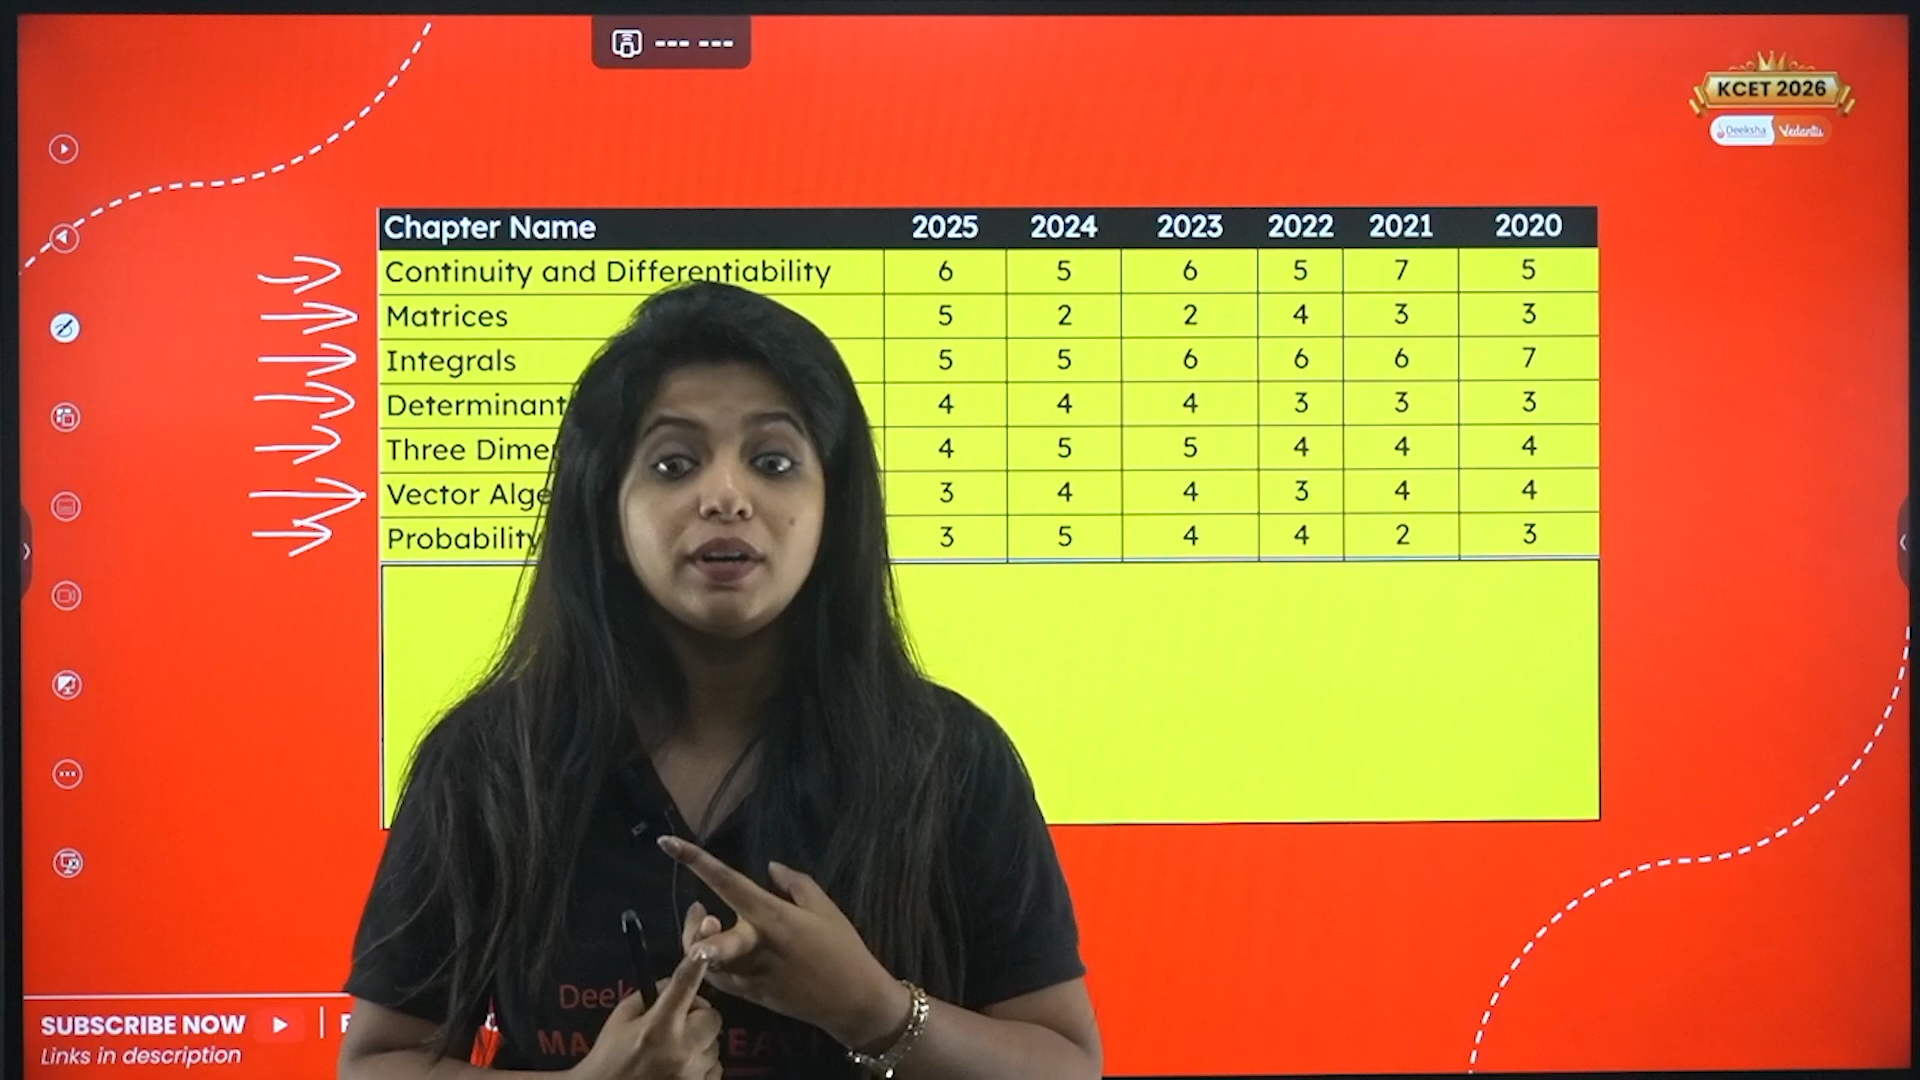 KCET 2026
Deeksha Vedantu
Chapter Name 2025 2024 2023 2022 2021 2020
Continuity and Differentiability 6 5 6 5 7 5
Matrices 5 2 2 4 3 3
Integrals 5 5 6 6 6 7
Determinant 4 4 4 3 3 3
Three Dime 4 5 5 4 4 4
Vector Alge 3 4 4 3 4 4
Probability 3 5 4 4 2 3
Deek
MA TEA
SUBSCRIBE NOW
Links in description